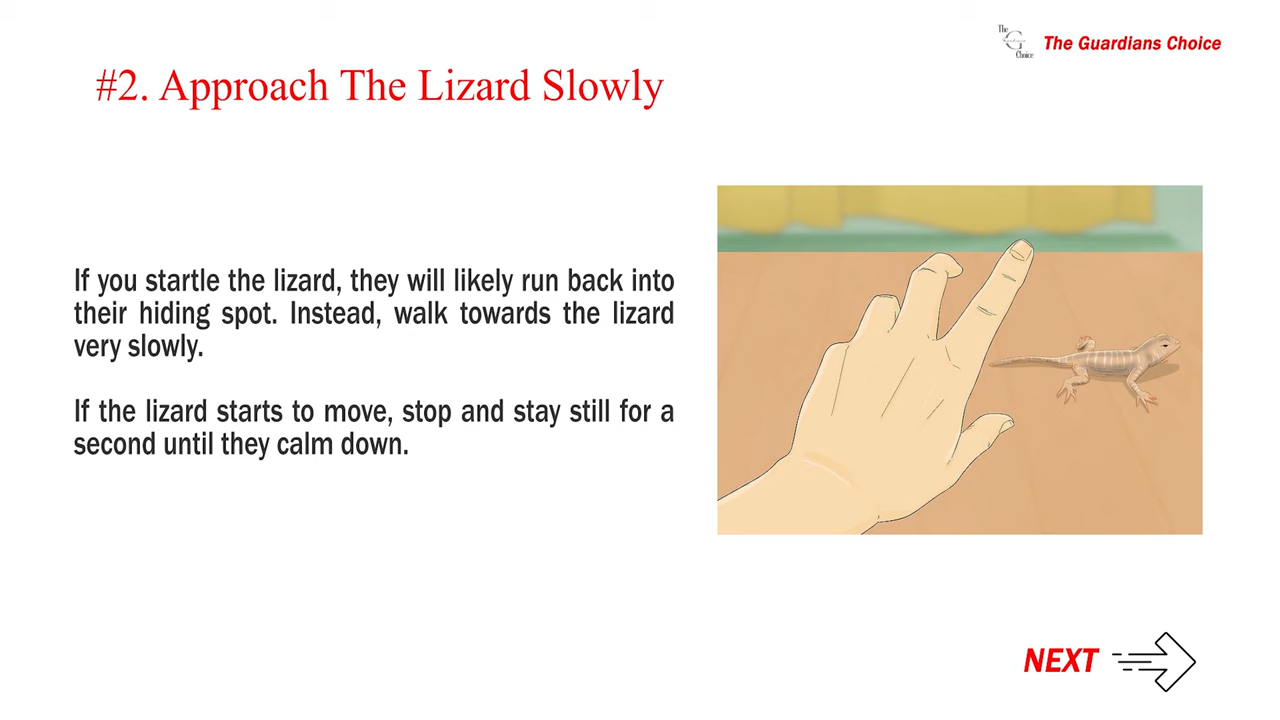 The
G
Choice
The Guardians Choice
#2. Approach The Lizard Slowly
If you startle the lizard, they will likely run back into
their hiding spot. Instead, walk towards the lizard
very slowly.
If the lizard starts to move, stop and stay still for a
second until they calm down.
NEXT